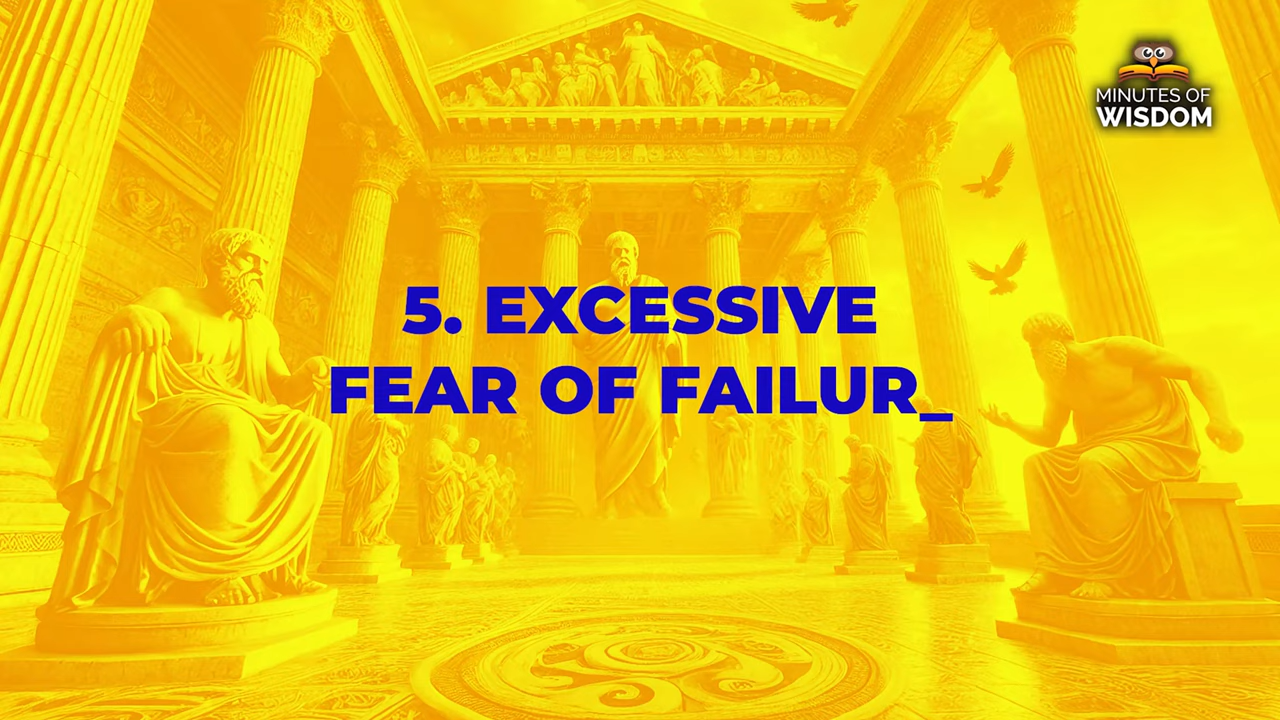 MINUTES OF
WISDOM
5. EXCESSIVE
FEAR OF FAILUR_